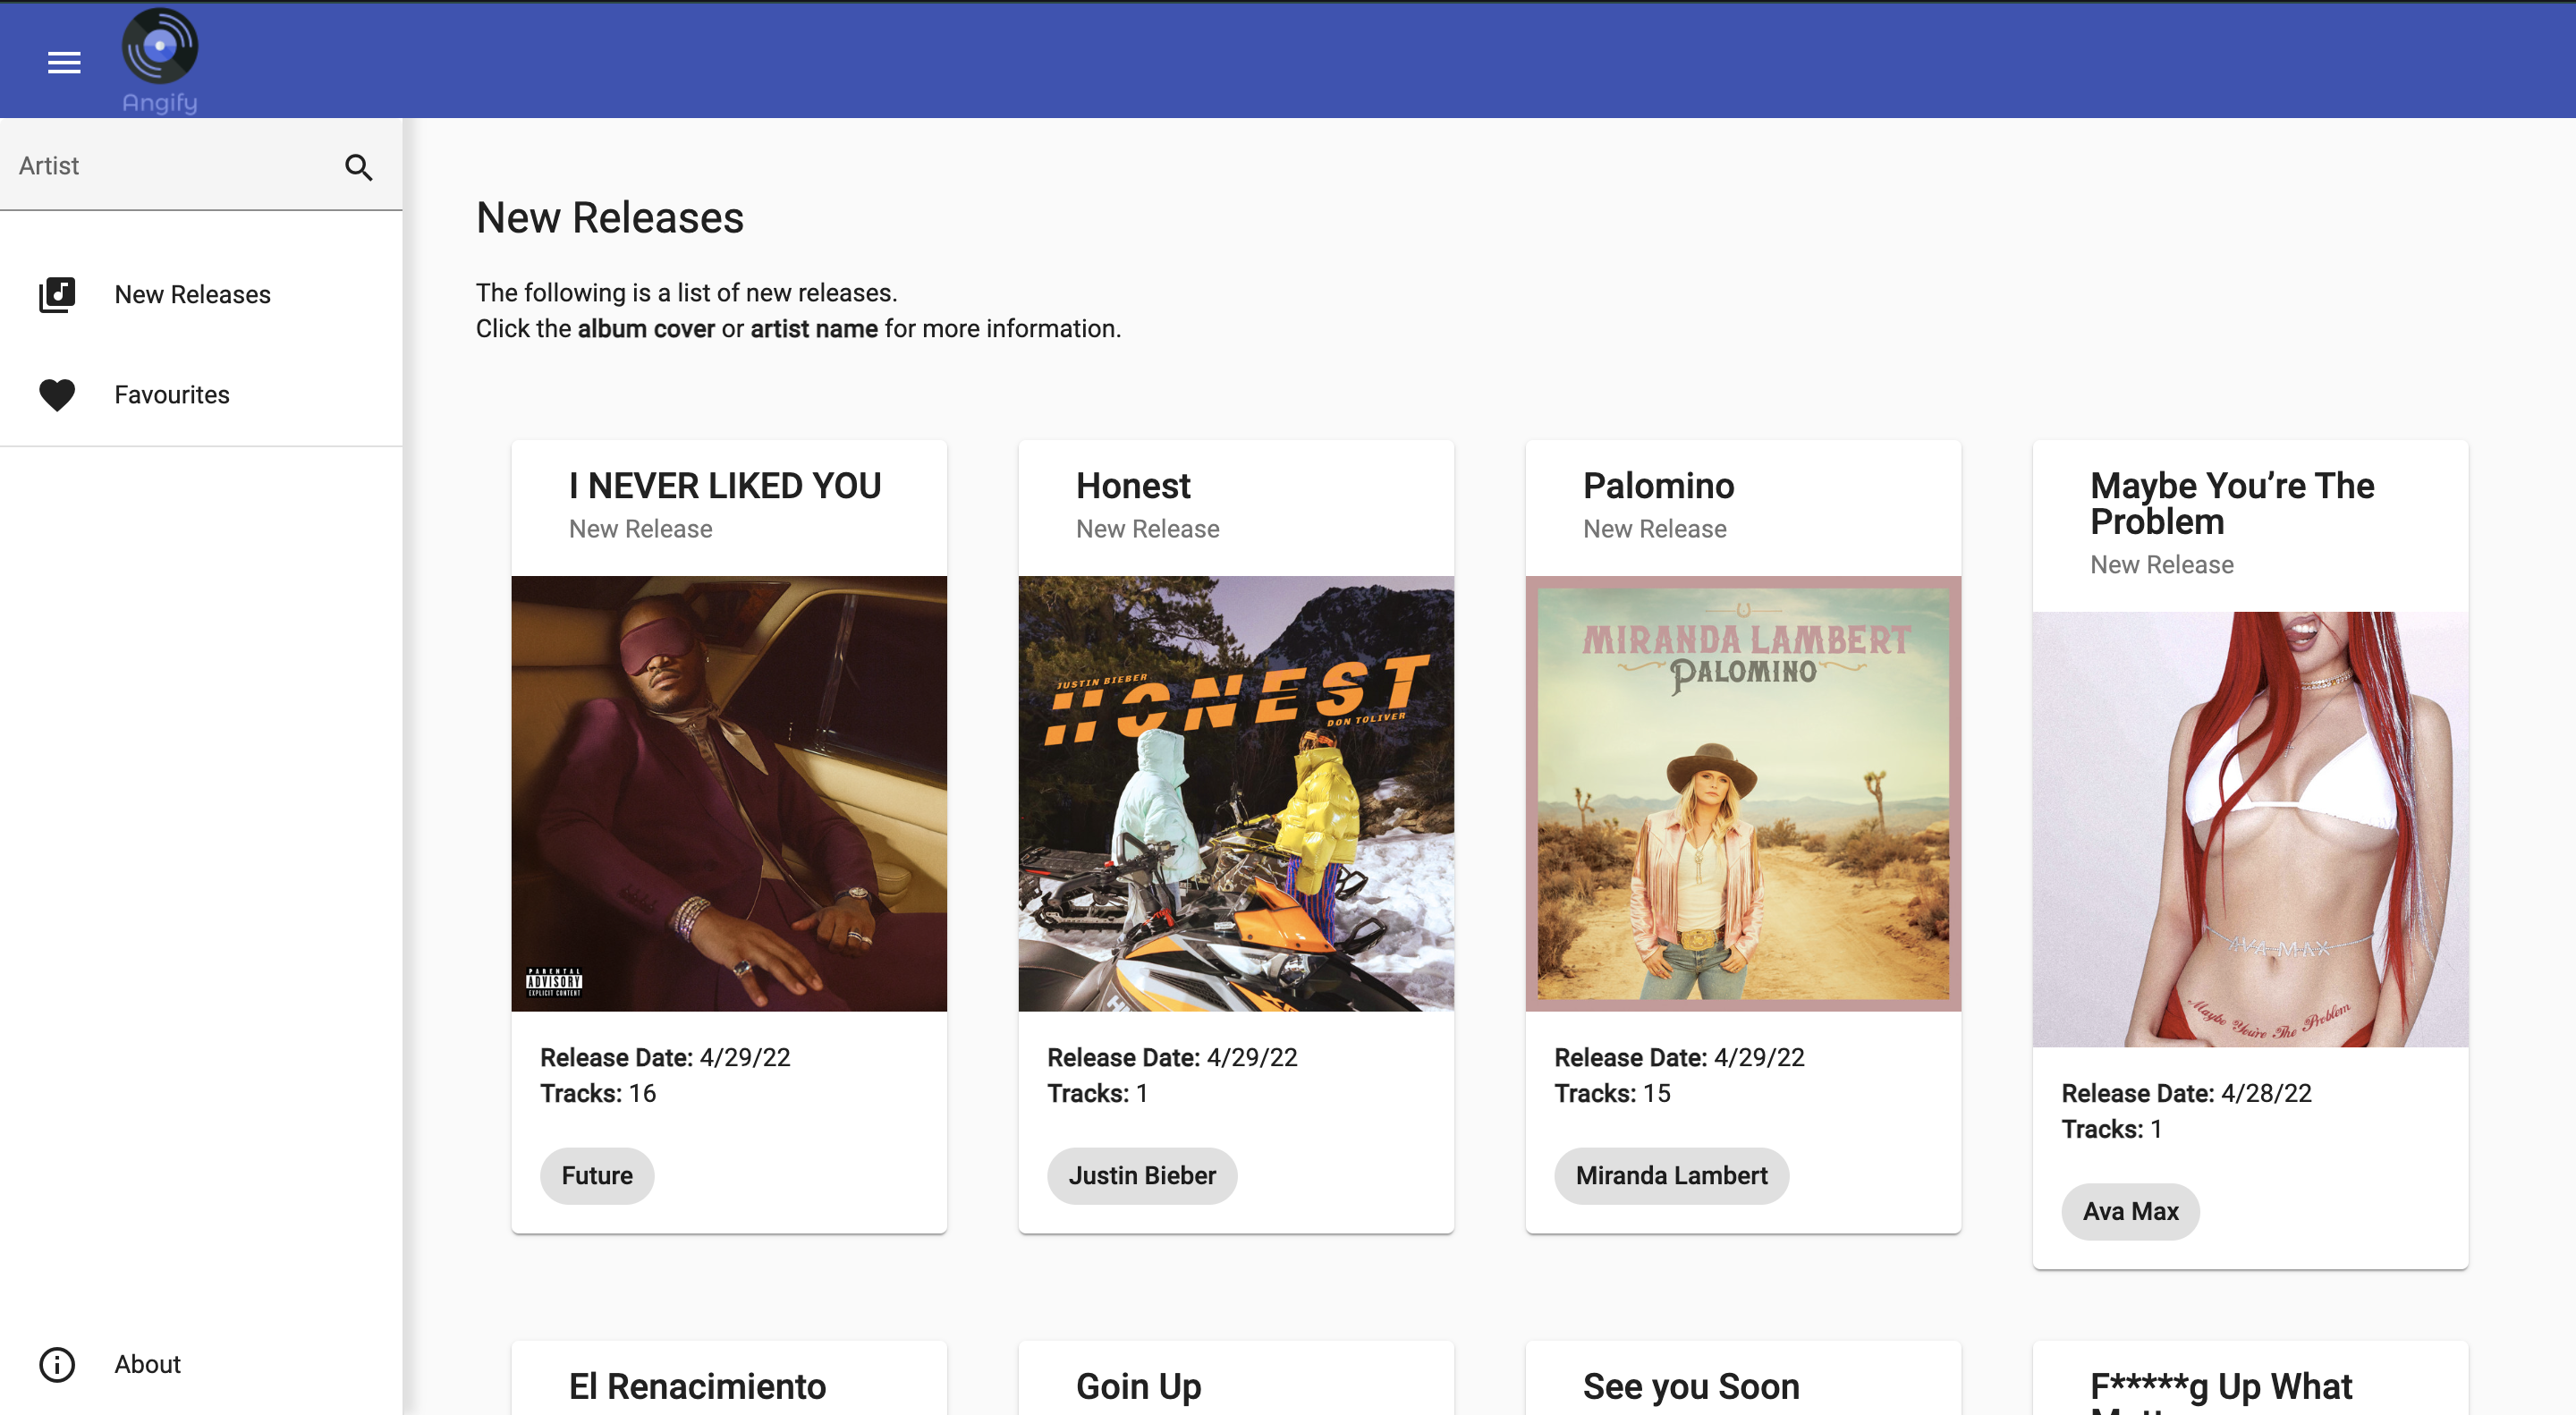 Angify
Artist
New Releases
Favourites
About
New Releases
The following is a list of new releases.
Click the album cover or artist name for more information.
I NEVER LIKED YOU
New Release
PARENTAL
ADVISORY
EXPLICIT CONTENT
Release Date: 4/29/22
Tracks: 16
Future
Honest
New Release
JUSTIN BIEBER
HONEST
DON TOLIVER
Release Date: 4/29/22
Tracks: 1
Justin Bieber
Palomino
New Release
MIRANDA LAMBERT
PALOMINO
Release Date: 4/29/22
Tracks: 15
Miranda Lambert
Maybe You’re The
Problem
New Release
AVA MAX
Maybe You're The Problem
Release Date: 4/28/22
Tracks: 1
Ava Max
El Renacimiento
Goin Up
See you Soon
F*****g Up What